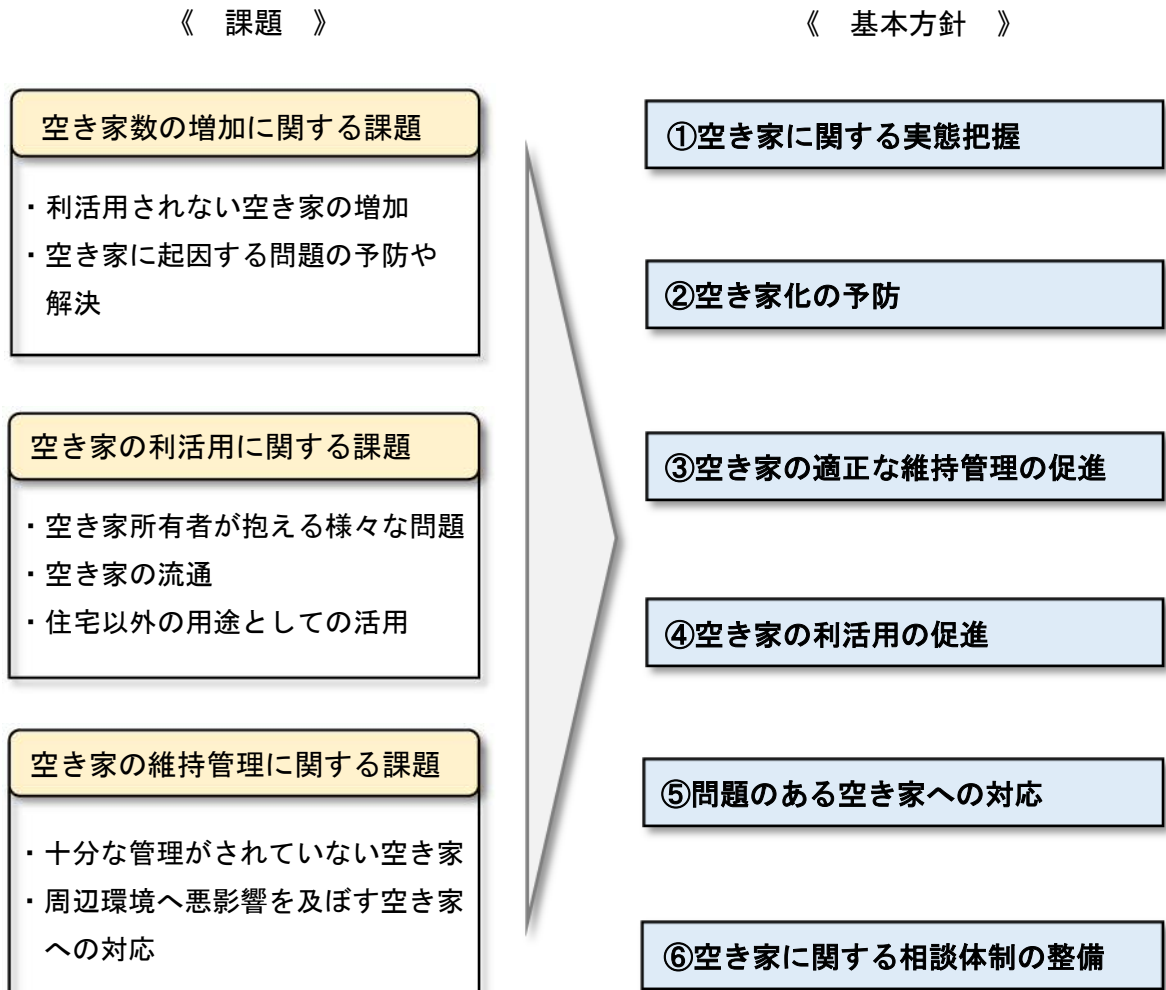 《 課題 》
空き家数の増加に関する課題
・利活用されない空き家の増加
・空き家に起因する問題の予防や
解決
空き家の利活用に関する課題
・空き家所有者が抱える様々な問題
・空き家の流通
・住宅以外の用途としての活用
空き家の維持管理に関する課題
・十分な管理がされていない空き家
・周辺環境へ悪影響を及ぼす空き家
への対応
《 基本方針 》
①空き家に関する実態把握
②空き家化の予防
③空き家の適正な維持管理の促進
④空き家の利活用の促進
⑤問題のある空き家への対応
⑥空き家に関する相談体制の整備